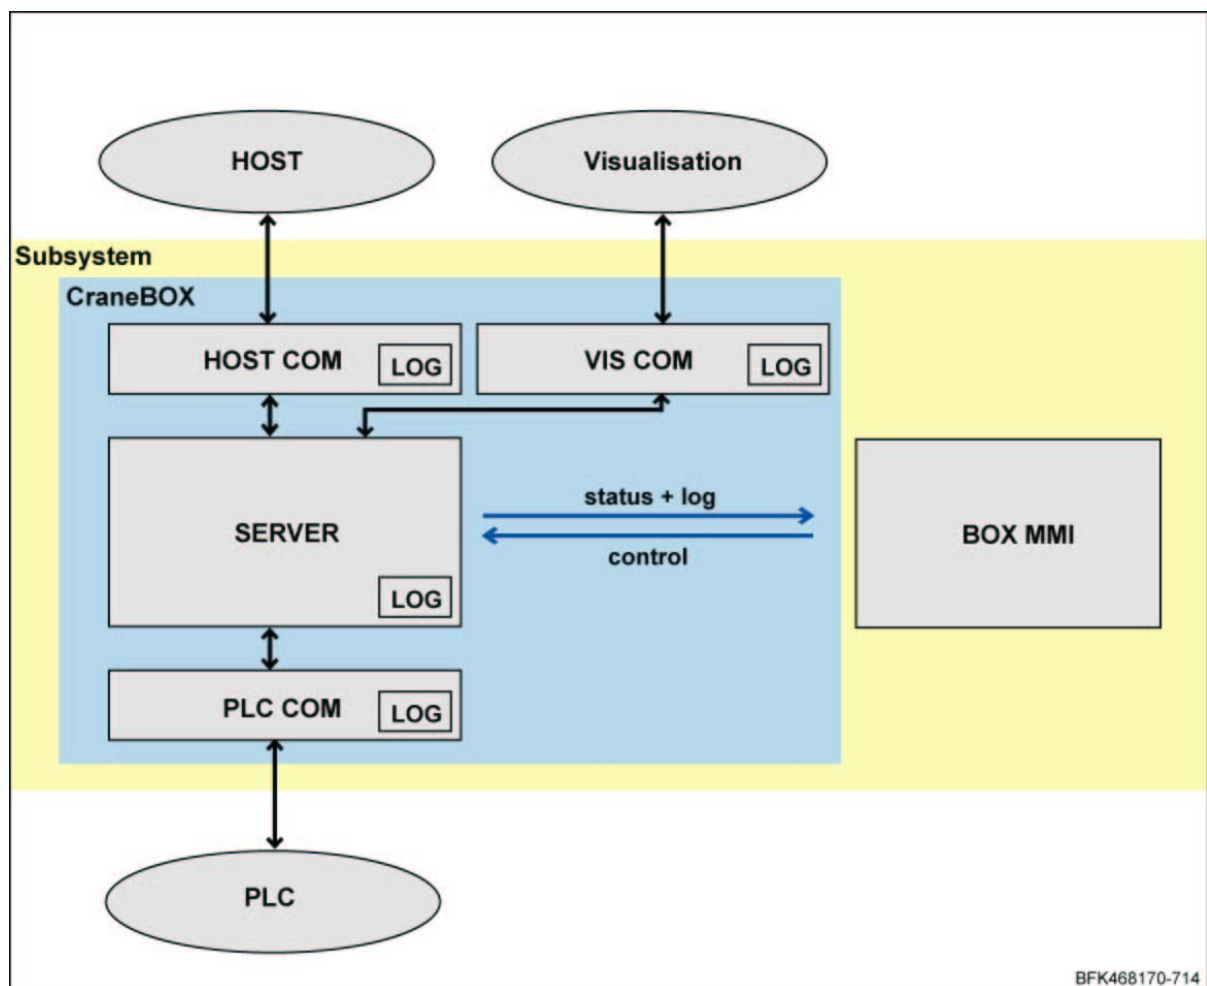 HOST
Visualisation
Subsystem
CraneBOX
HOST COM
LOG
VIS COM
LOG
status + log
SERVER
BOX MMI
control
LOG
PLC COM
LOG
PLC
BFK468170-714